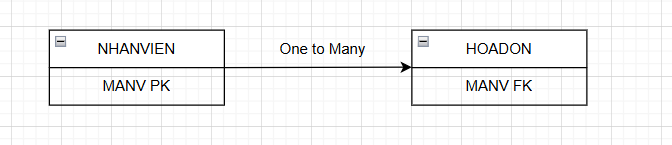 NHANVIEN
MANV PK
One to Many
HOADON
MANV FK